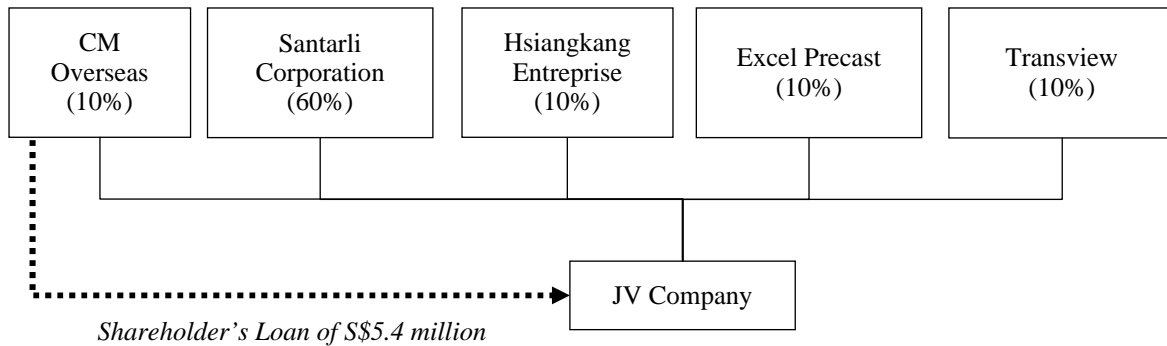 CM
Overseas
(10%)
Santarli
Corporation
(60%)
Hsiangkang
Entreprise
(10%)
Excel Precast
(10%)
Transview
(10%)
JV Company
Shareholder’s Loan of S$5.4 million